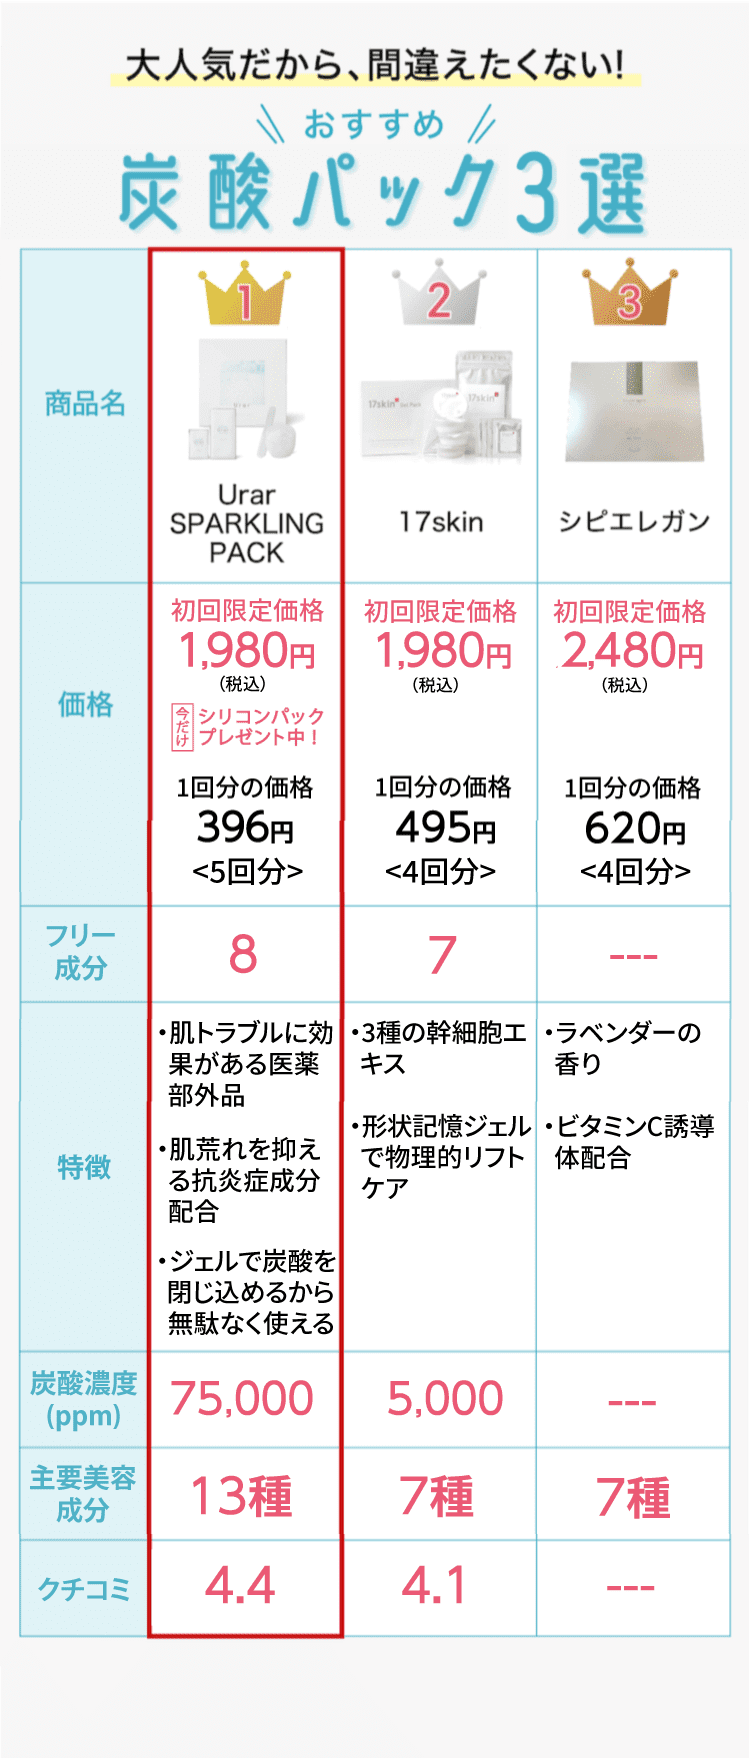 大人気だから、間違えたくない!
おすすめ
炭酸パック3選
商品名
1
Urar
SPARKLING
PACK
2
17skin
17skin
17skin
シピエレガン
3
価格
初回限定価格
1,980円
(税込)
今だけ
シリコンパック
プレゼント中！
1回分の価格
396円
<5回分>
初回限定価格
1,980円
(税込)
1回分の価格
495円
<4回分>
初回限定価格
2,480円
(税込)
1回分の価格
620円
<4回分>
フリー
成分
8
7
---
特徴
・肌トラブルに効
果がある医薬
部外品
・肌荒れを抑え
る抗炎症成分
配合
・ジェルで炭酸を
閉じ込めるから
無駄なく使える
・3種の幹細胞エ
キス
・形状記憶ジェル
で物理的リフト
ケア
・ラベンダーの
香り
・ビタミンC誘導
体配合
炭酸濃度
(ppm)
75,000
5,000
---
主要美容
成分
13種
7種
7種
クチコミ
4.4
4.1
---